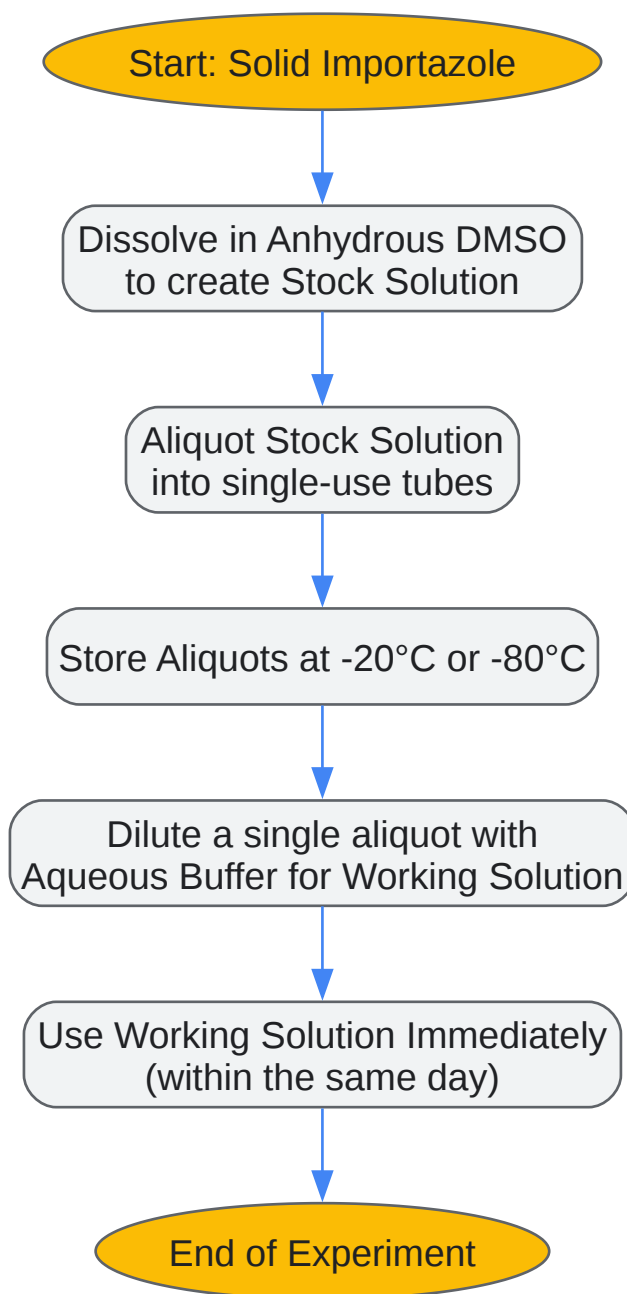 Start: Solid Importazole
Dissolve in Anhydrous DMSO
to create Stock Solution
Aliquot Stock Solution
into single-use tubes
Store Aliquots at -20°C or -80°C
Dilute a single aliquot with
Aqueous Buffer for Working Solution
Use Working Solution Immediately
(within the same day)
End of Experiment